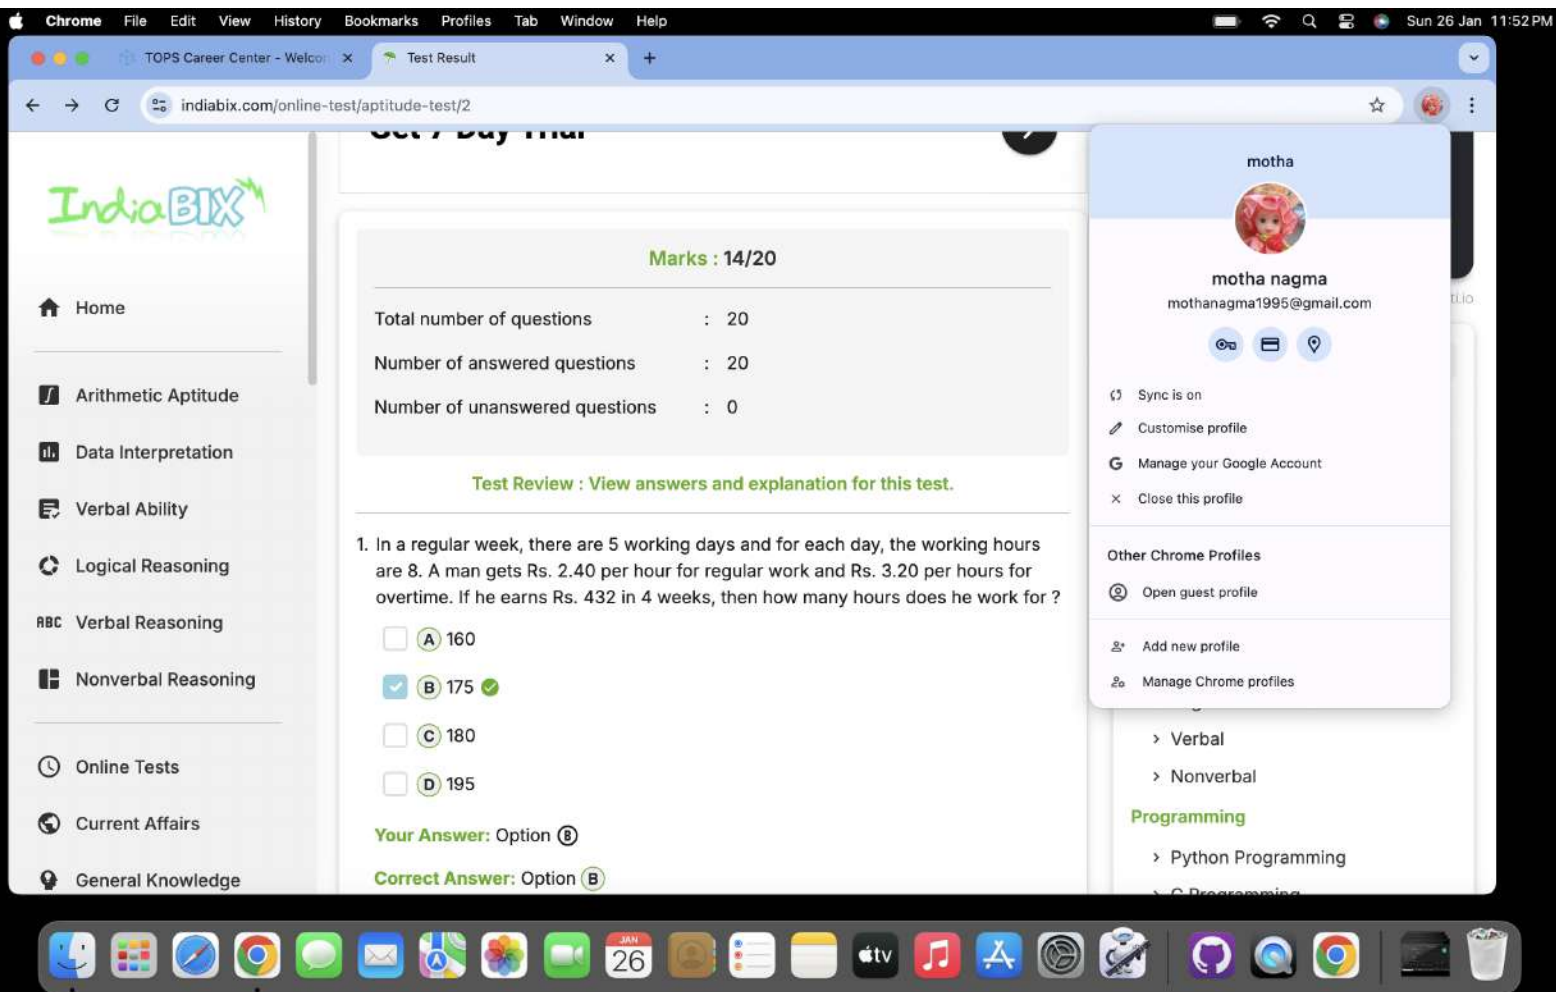 Chrome File Edit View History Bookmarks Profiles Tab Window Help Sun 26 Jan 11:52 PM
TOPS Career Center - Welcon Test Result
indiabix.com/online-test/aptitude-test/2
Get 7 Day Trial
IndiaBIX
Home
Arithmetic Aptitude
Data Interpretation
Verbal Ability
Logical Reasoning
ABC Verbal Reasoning
Nonverbal Reasoning
Online Tests
Current Affairs
General Knowledge
Marks : 14/20
Total number of questions : 20
Number of answered questions : 20
Number of unanswered questions : 0
Test Review : View answers and explanation for this test.
1. In a regular week, there are 5 working days and for each day, the working hours
are 8. A man gets Rs. 2.40 per hour for regular work and Rs. 3.20 per hours for
overtime. If he earns Rs. 432 in 4 weeks, then how many hours does he work for ?
A 160
B 175
C 180
D 195
Your Answer: Option B
Correct Answer: Option B
motha
motha nagma
mothanagma1995@gmail.com
Sync is on
Customise profile
G Manage your Google Account
Close this profile
Other Chrome Profiles
Open guest profile
Add new profile
Manage Chrome profiles
> Verbal
> Nonverbal
Programming
> Python Programming
> C Programming
JAN
26
tv